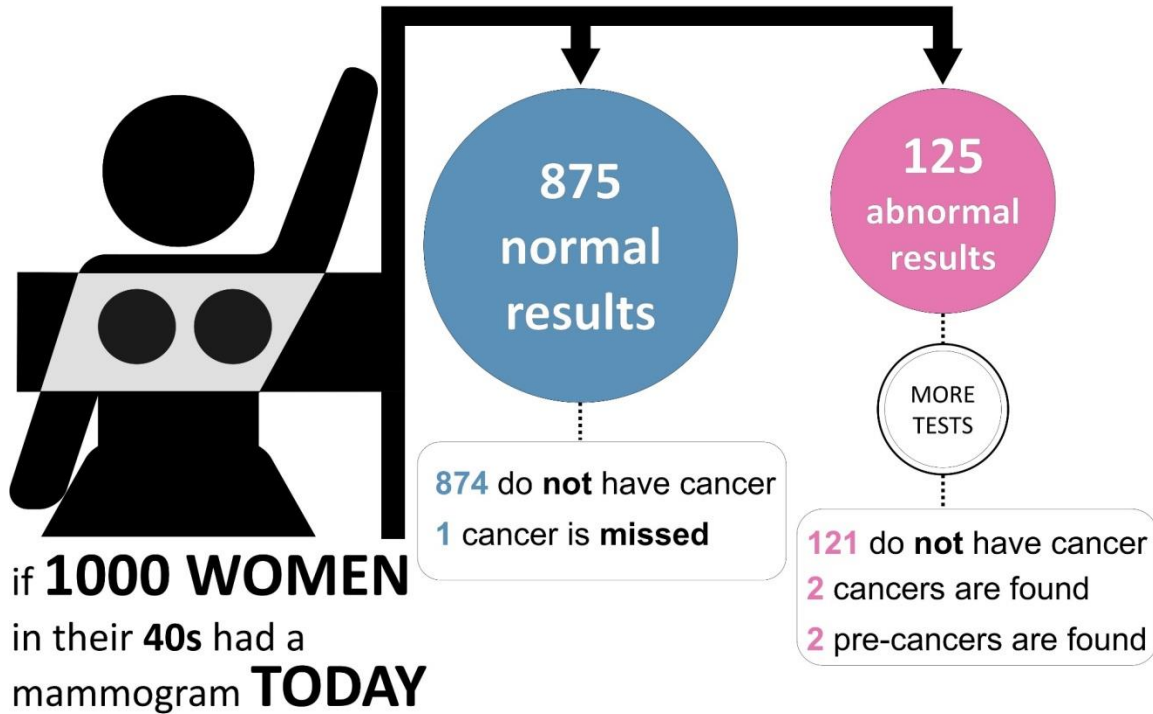 875
normal
results
125
abnormal
results
MORE
TESTS
874 do not have cancer
1 cancer is missed
121 do not have cancer
2 cancers are found
2 pre-cancers are found
if 1000 WOMEN
in their 40s had a
mammogram TODAY